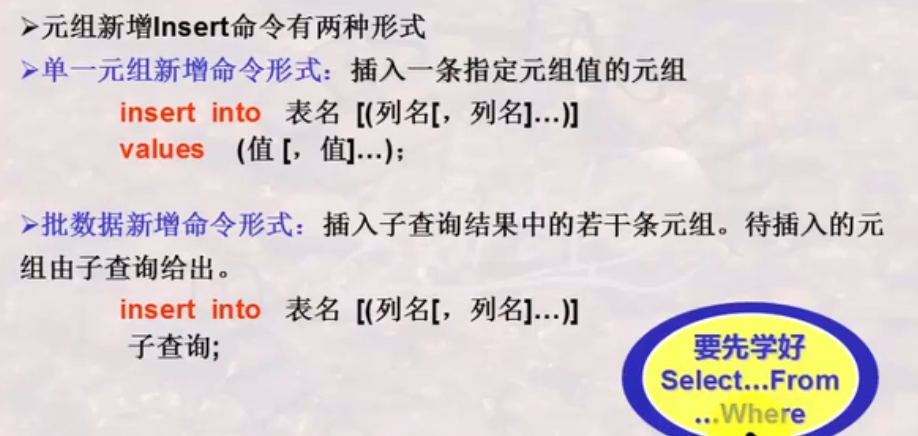 ➢元组新增Insert命令有两种形式
➢单一元组新增命令形式：插入一条指定元组值的元组
insert into 表名 [(列名[，列名]…)]
values (值 [，值]…);
➢批数据新增命令形式：插入子查询结果中的若干条元组。待插入的元
组由子查询给出。
insert into 表名 [(列名[，列名]…)]
子查询;
要先学好
Select…From
…Where